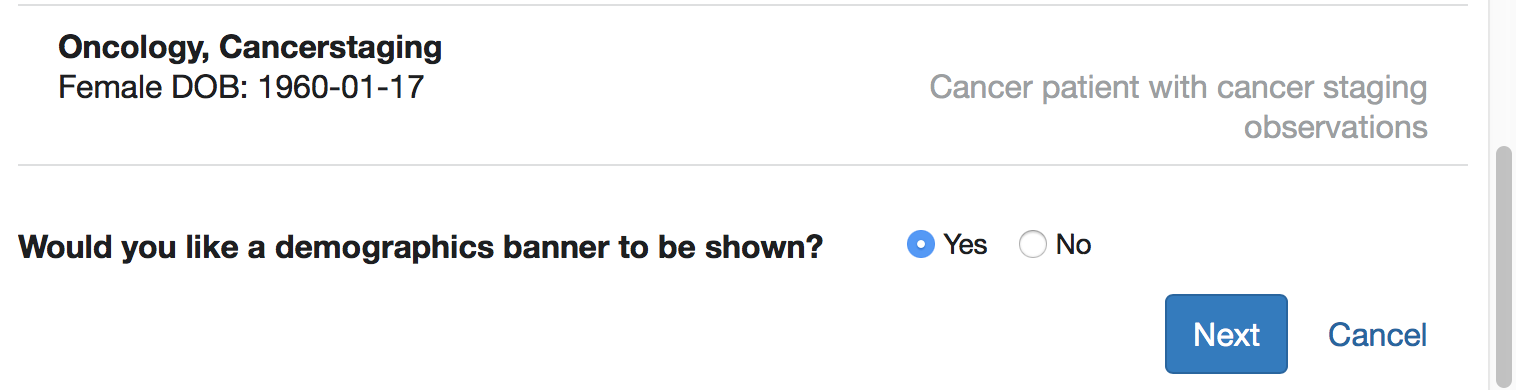 Oncology, Cancerstaging
Female DOB: 1960-01-17
Cancer patient with cancer staging
observations
Would you like a demographics banner to be shown?
Yes No
Next Cancel